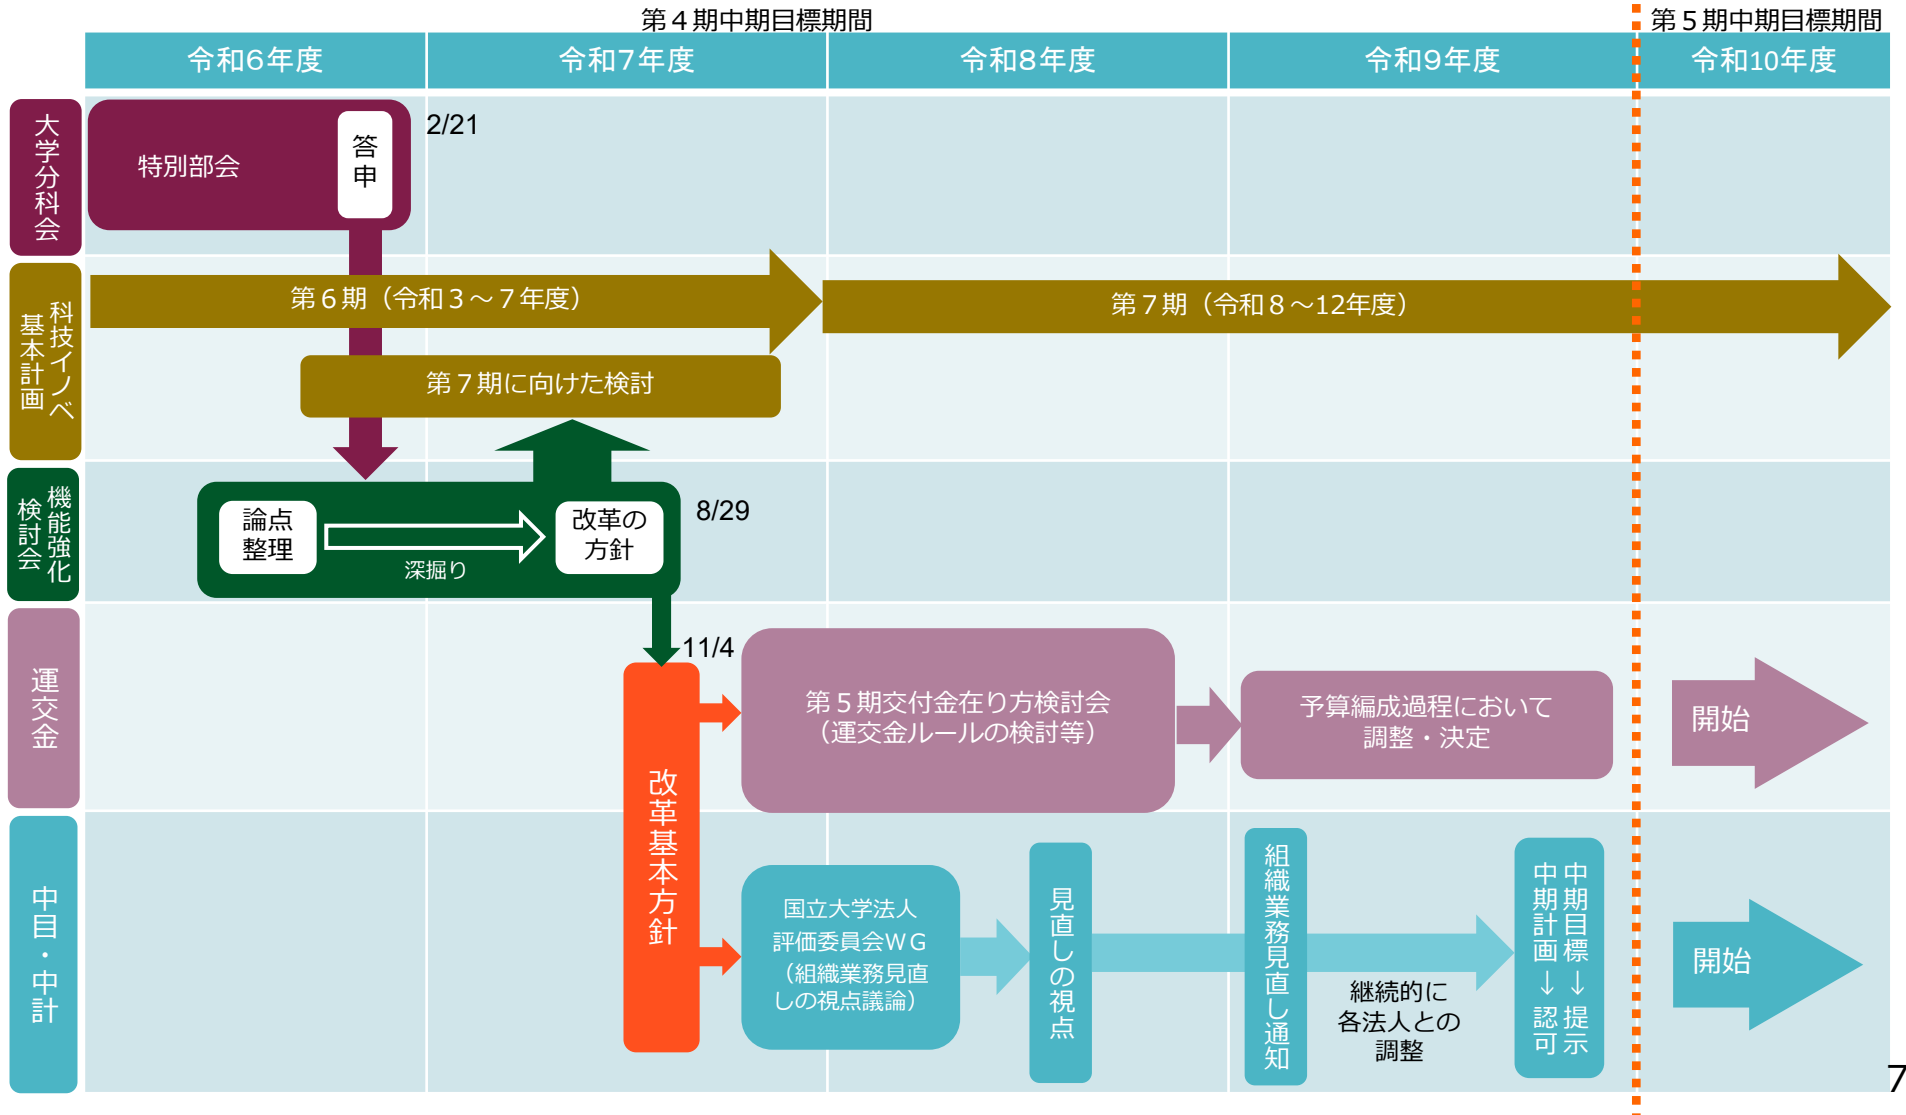 第４期中期目標期間
第５期中期目標期間
令和6年度
令和7年度
令和8年度
令和9年度
令和10年度
大学分科会
特別部会
答申
2/21
科技イノベ
基本計画
第６期（令和３～７年度）
第７期（令和８～12年度）
第７期に向けた検討
機能強化
検討会
論点
整理
深掘り
改革の
方針
8/29
運交金
11/4
改革基本方針
第５期交付金在り方検討会
（運交金ルールの検討等）
予算編成過程において
調整・決定
開始
中目・中計
国立大学法人
評価委員会ＷＧ
（組織業務見直
しの視点議論）
見直しの視点
組織業務見直し通知
継続的に
各法人との
調整
中期目標→提示
中期計画→認可
開始
7